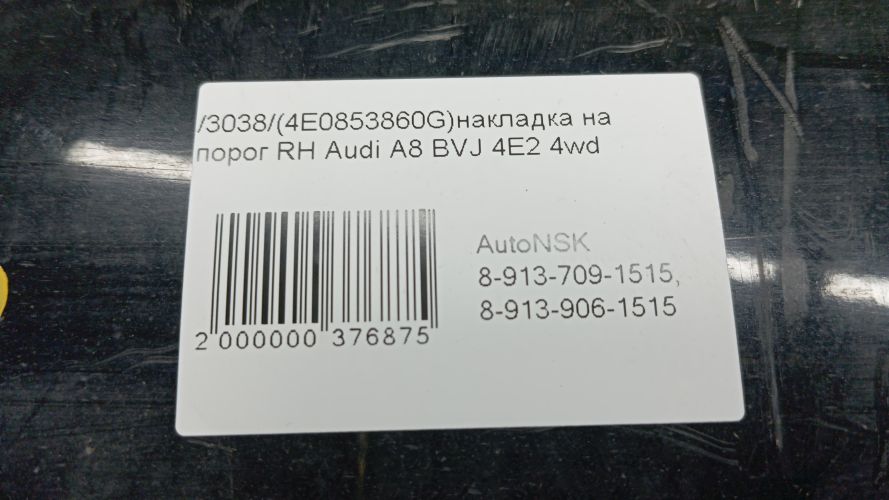 /3038/(4E0853860G)накладка на
порог RH Audi A8 BVJ 4E2 4wd
AutoNSK
8-913-709-1515,
8-913-906-1515
2 000000 376875